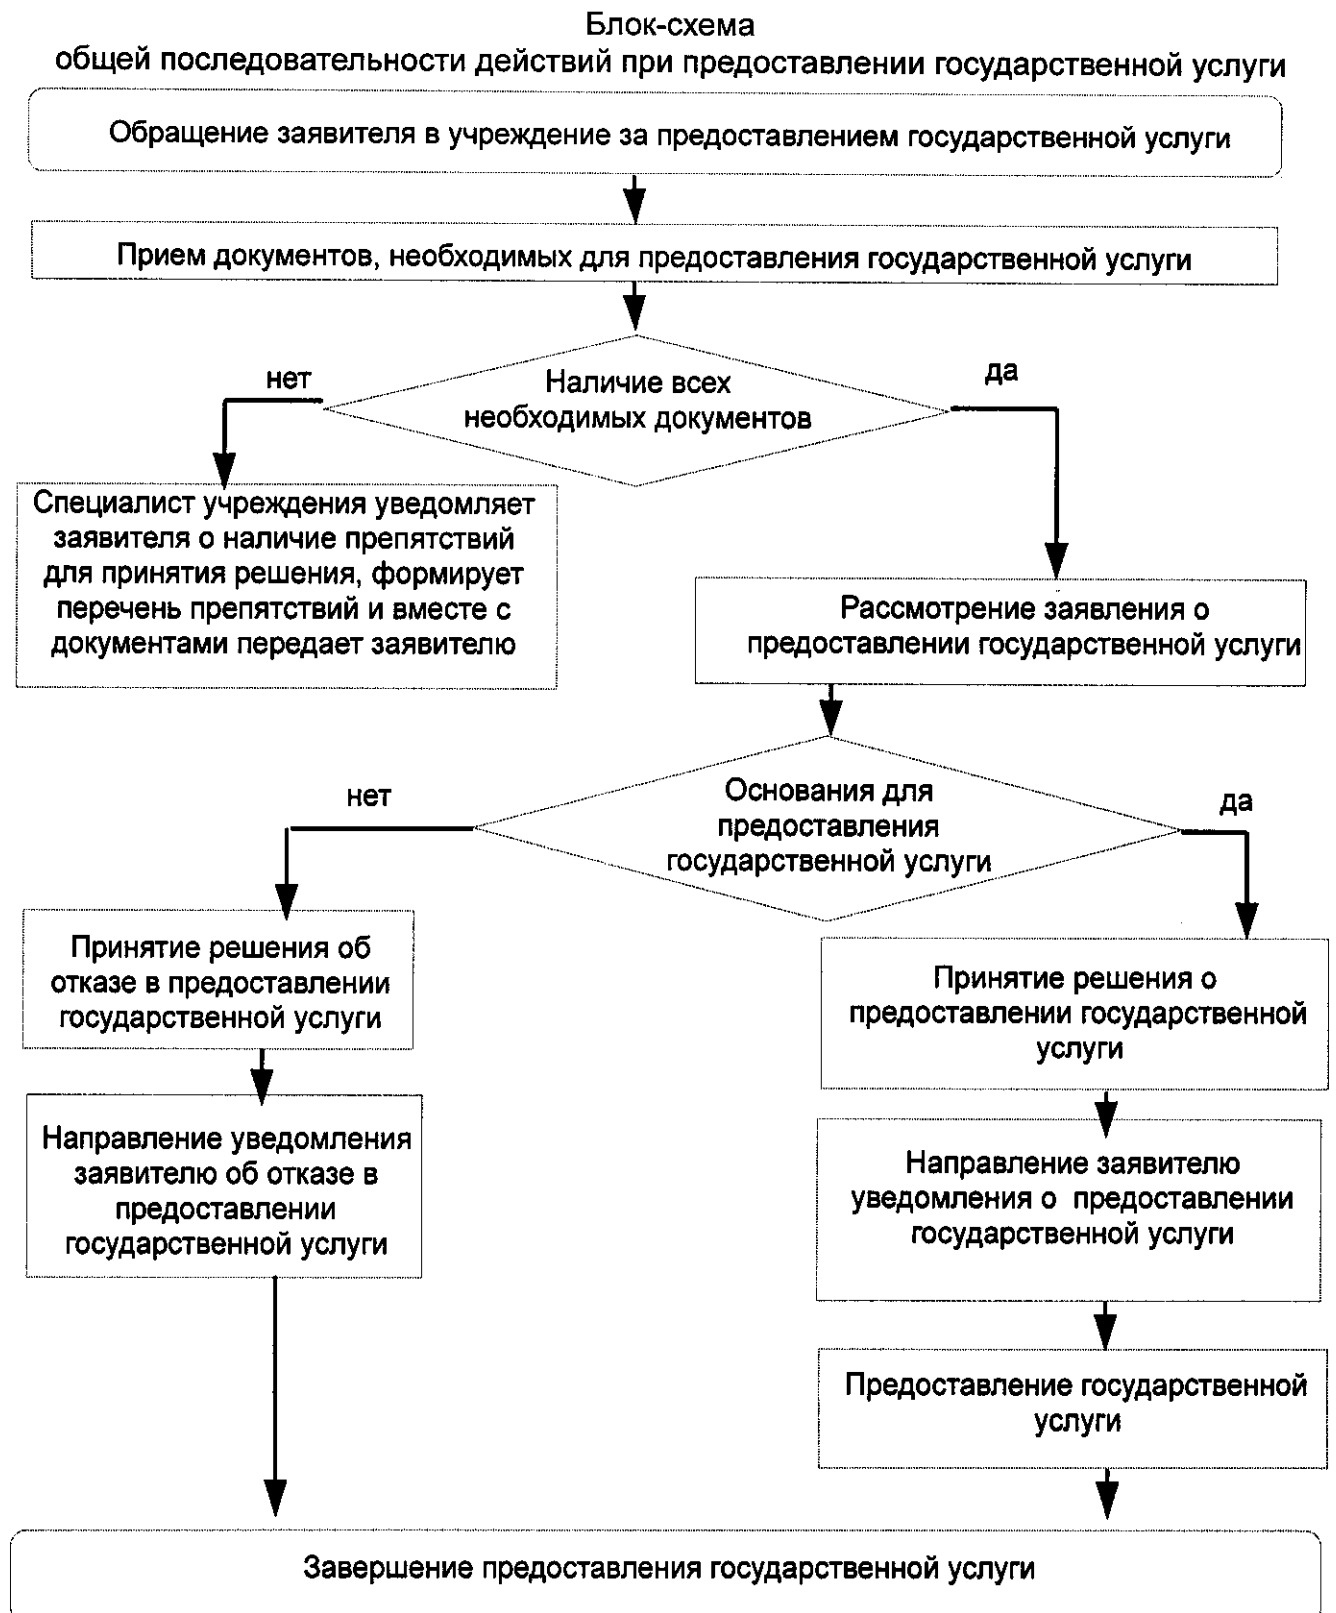 Блок-схема
общей последовательности действий при предоставлении государственной услуги
Обращение заявителя в учреждение за предоставлением государственной услуги
Прием документов, необходимых для предоставления государственной услуги
нет
Наличие всех
необходимых документов
да
Специалист учреждения уведомляет
заявителя о наличие препятствий
для принятия решения, формирует
перечень препятствий и вместе с
документами передает заявителю
Рассмотрение заявления о
предоставлении государственной услуги
нет
Основания для
предоставления
государственной услуги
да
Принятие решения об
отказе в предоставлении
государственной услуги
Принятие решения о
предоставлении государственной
услуги
Направление уведомления
заявителю об отказе в
предоставлении
государственной услуги
Направление заявителю
уведомления о предоставлении
государственной услуги
Предоставление государственной
услуги
Завершение предоставления государственной услуги